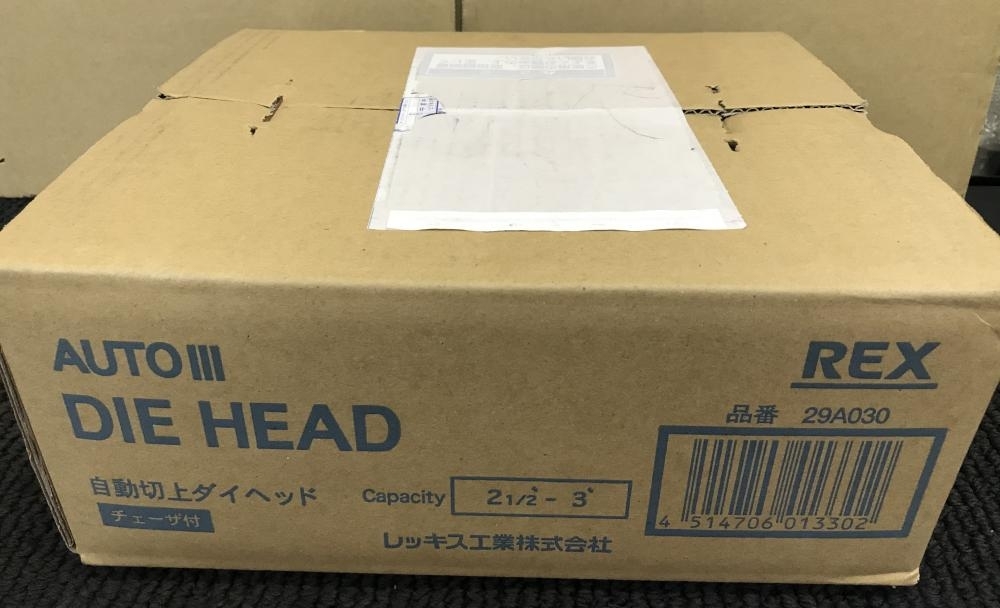 AUTO III
DIE HEAD
自動切上ダイヘッド
チェーザ付
Capacity 2 1/2" - 3"
レッキス工業株式会社
REX
品番 29A030
4 514706 013302